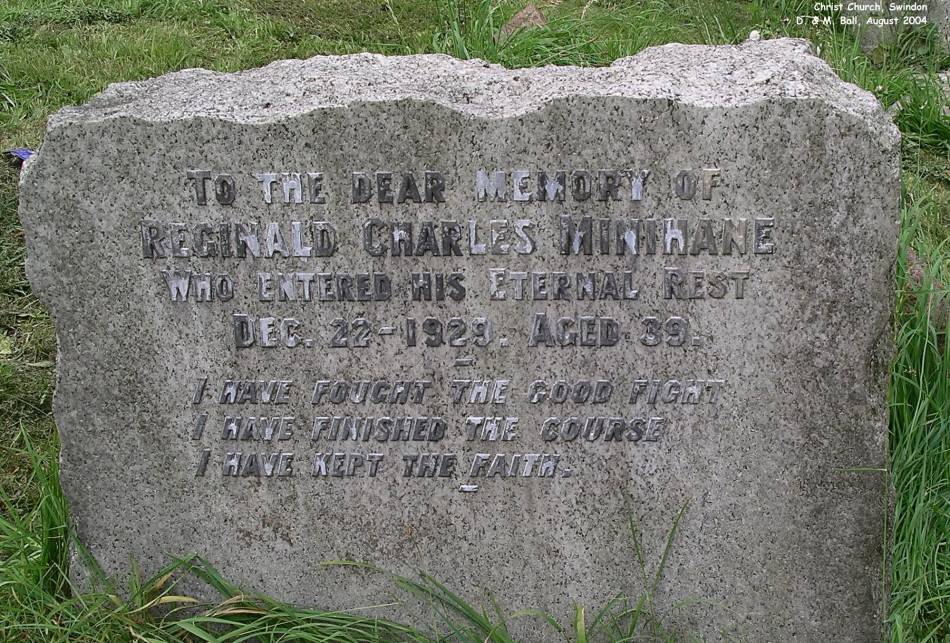 Christ Church, Swindon
D. & M. Ball, August 2004
TO THE DEAR MEMORY OF
REGINALD CHARLES MINIHANE
WHO ENTERED HIS ETERNAL REST
DEC. 22-1929. AGED 39.
I HAVE FOUGHT THE GOOD FIGHT
I HAVE FINISHED THE COURSE
I HAVE KEPT THE FAITH.